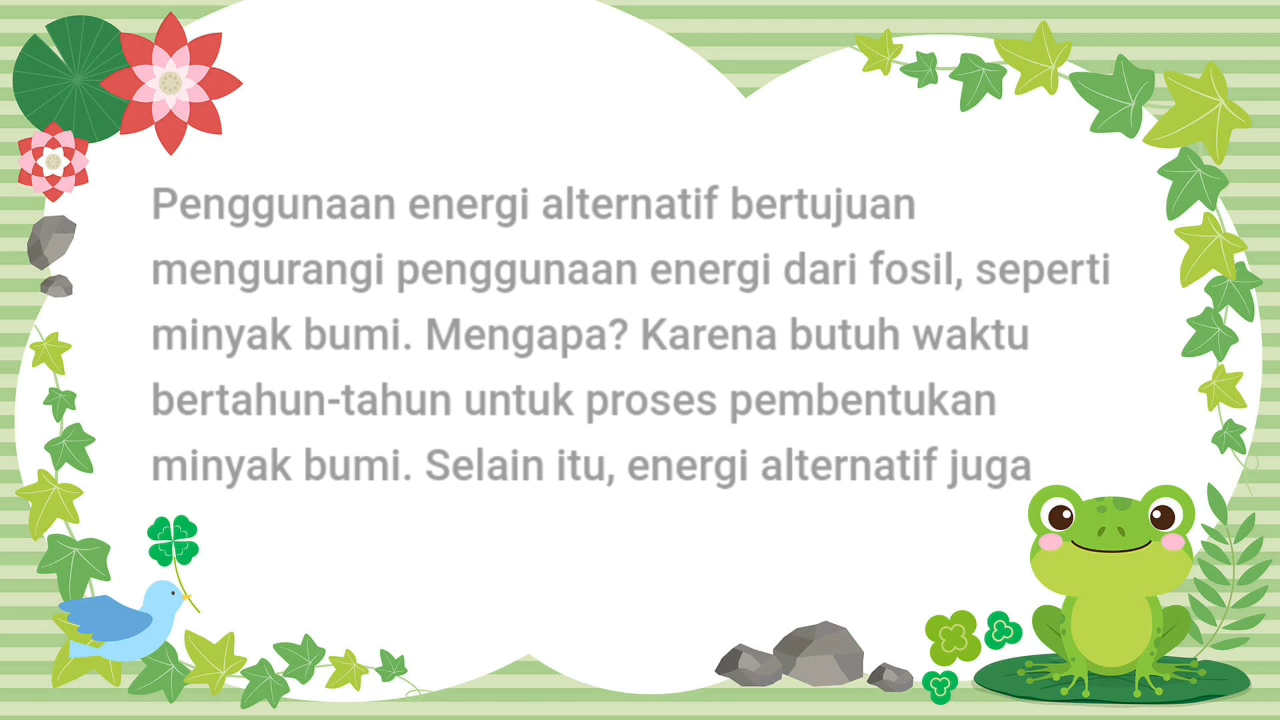 Penggunaan energi alternatif bertujuan
mengurangi penggunaan energi dari fosil, seperti
minyak bumi. Mengapa? Karena butuh waktu
bertahun-tahun untuk proses pembentukan
minyak bumi. Selain itu, energi alternatif juga